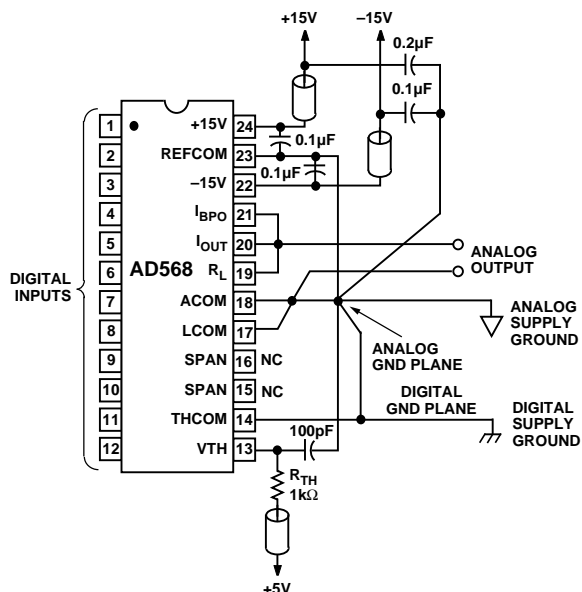 +15V
–15V
0.2µF
0.1µF
1
2
3
4
5
6
7
8
9
10
11
12
DIGITAL
INPUTS
AD568
+15V
24
REFCOM
23
–15V
22
IBPO
21
IOUT
20
RL
19
ACOM
18
LCOM
17
SPAN
16
NC
SPAN
15
NC
THCOM
14
VTH
13
0.1µF
0.1µF
ANALOG
OUTPUT
ANALOG
SUPPLY
GROUND
ANALOG
GND PLANE
DIGITAL
GND PLANE
DIGITAL
SUPPLY
GROUND
100pF
RTH
1kΩ
+5V